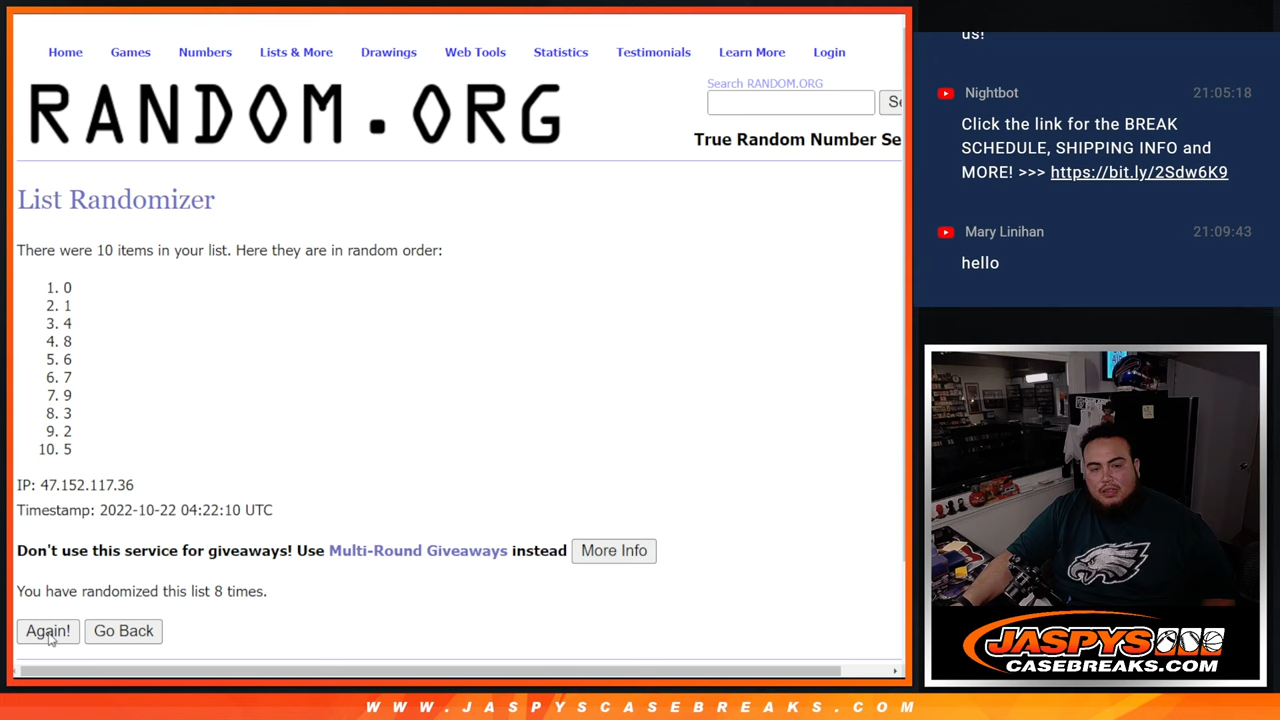 Home Games Numbers Lists & More Drawings Web Tools Statistics Testimonials Learn More Login
RANDOM.ORG
Search RANDOM.ORG
Se
True Random Number Se
List Randomizer
There were 10 items in your list. Here they are in random order:
1. 0
2. 1
3. 4
4. 8
5. 6
6. 7
7. 9
8. 3
9. 2
10. 5
IP: 47.152.117.36
Timestamp: 2022-10-22 04:22:10 UTC
Don't use this service for giveaways! Use Multi-Round Giveaways instead More Info
You have randomized this list 8 times.
Again! Go Back
us!
Nightbot 21:05:18
Click the link for the BREAK
SCHEDULE, SHIPPING INFO and
MORE! >>> https://bit.ly/2Sdw6K9
Mary Linihan 21:09:43
hello
JASPYS
CASEBREAKS.COM
WWW.JASPYSCASEBREAKS.COM